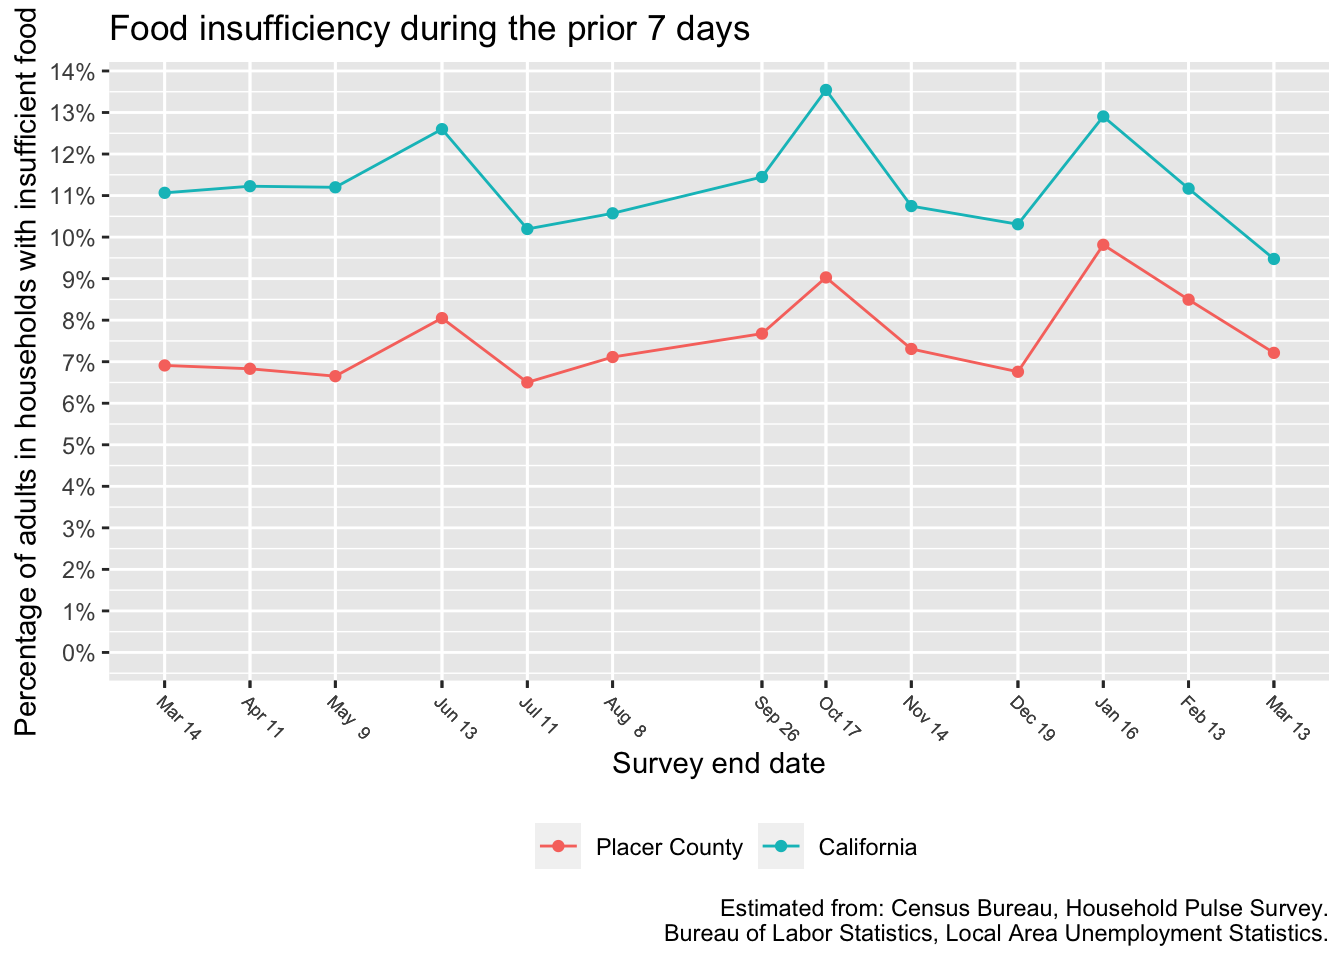 Food insufficiency during the prior 7 days
Percentage of adults in households with insufficient food
14%
13%
12%
11%
10%
9%
8%
7%
6%
5%
4%
3%
2%
1%
0%
Mar 14
Apr 11
May 9
Jun 13
Jul 11
Aug 8
Sep 26
Oct 17
Nov 14
Dec 19
Jan 16
Feb 13
Mar 13
Survey end date
Placer County
California
Estimated from: Census Bureau, Household Pulse Survey.
Bureau of Labor Statistics, Local Area Unemployment Statistics.